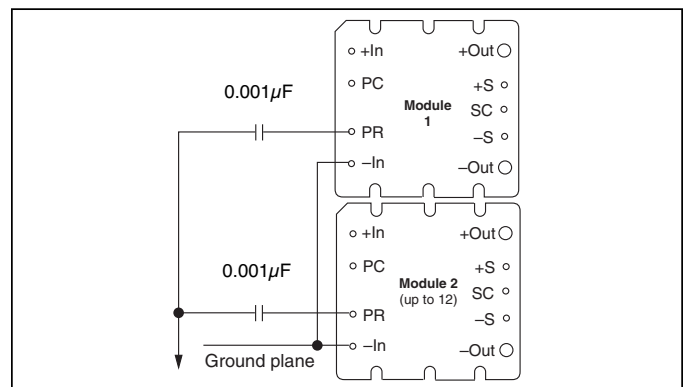 +In
+Out
0.001µF
PC
+S
Module
1
SC
PR
–S
–In
–Out
+In
+Out
0.001µF
PC
+S
Module 2
(up to 12)
SC
PR
–S
Ground plane
–In
–Out